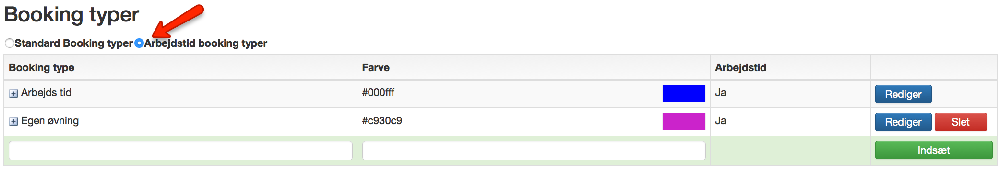 Booking typer
Standard Booking typer Arbejdstid booking typer
Booking type Farve Arbejdstid
Arbejds tid #000fff Ja Rediger
Egen øvning #c930c9 Ja Rediger Slet
Indsæt